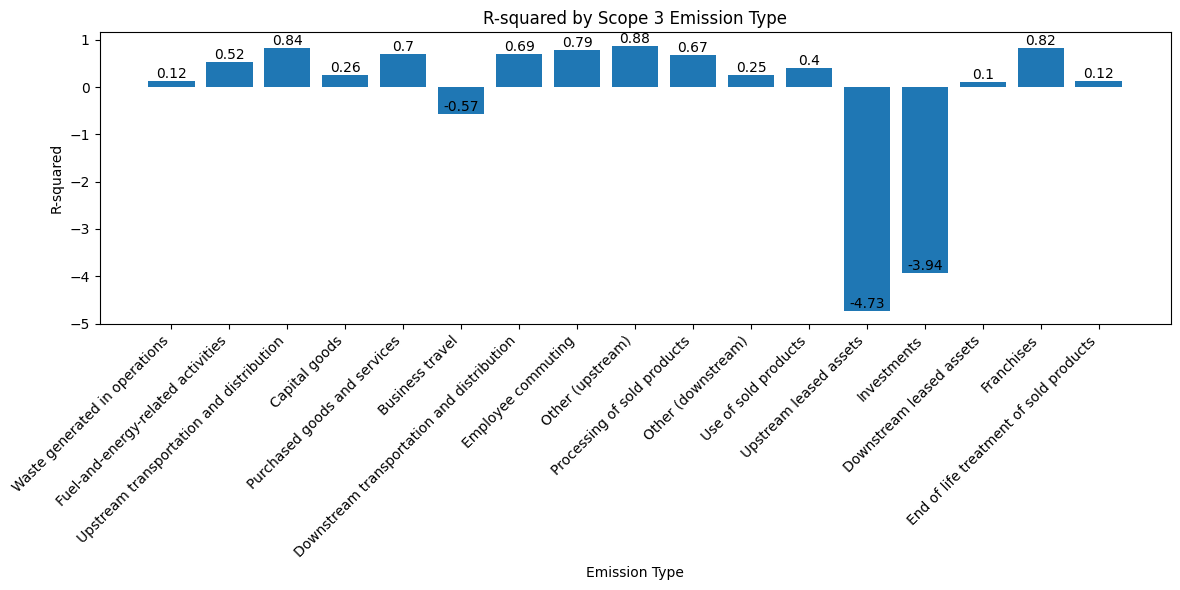 R-squared by Scope 3 Emission Type
R-squared
1
0
−1
−2
−3
−4
−5
0.12
0.52
0.84
0.26
0.7
-0.57
0.69
0.79
0.88
0.67
0.25
0.4
-4.73
-3.94
0.1
0.82
0.12
Waste generated in operations
Fuel-and-energy-related activities
Upstream transportation and distribution
Capital goods
Purchased goods and services
Business travel
Downstream transportation and distribution
Employee commuting
Other (upstream)
Processing of sold products
Other (downstream)
Use of sold products
Upstream leased assets
Investments
Downstream leased assets
Franchises
End of life treatment of sold products
Emission Type